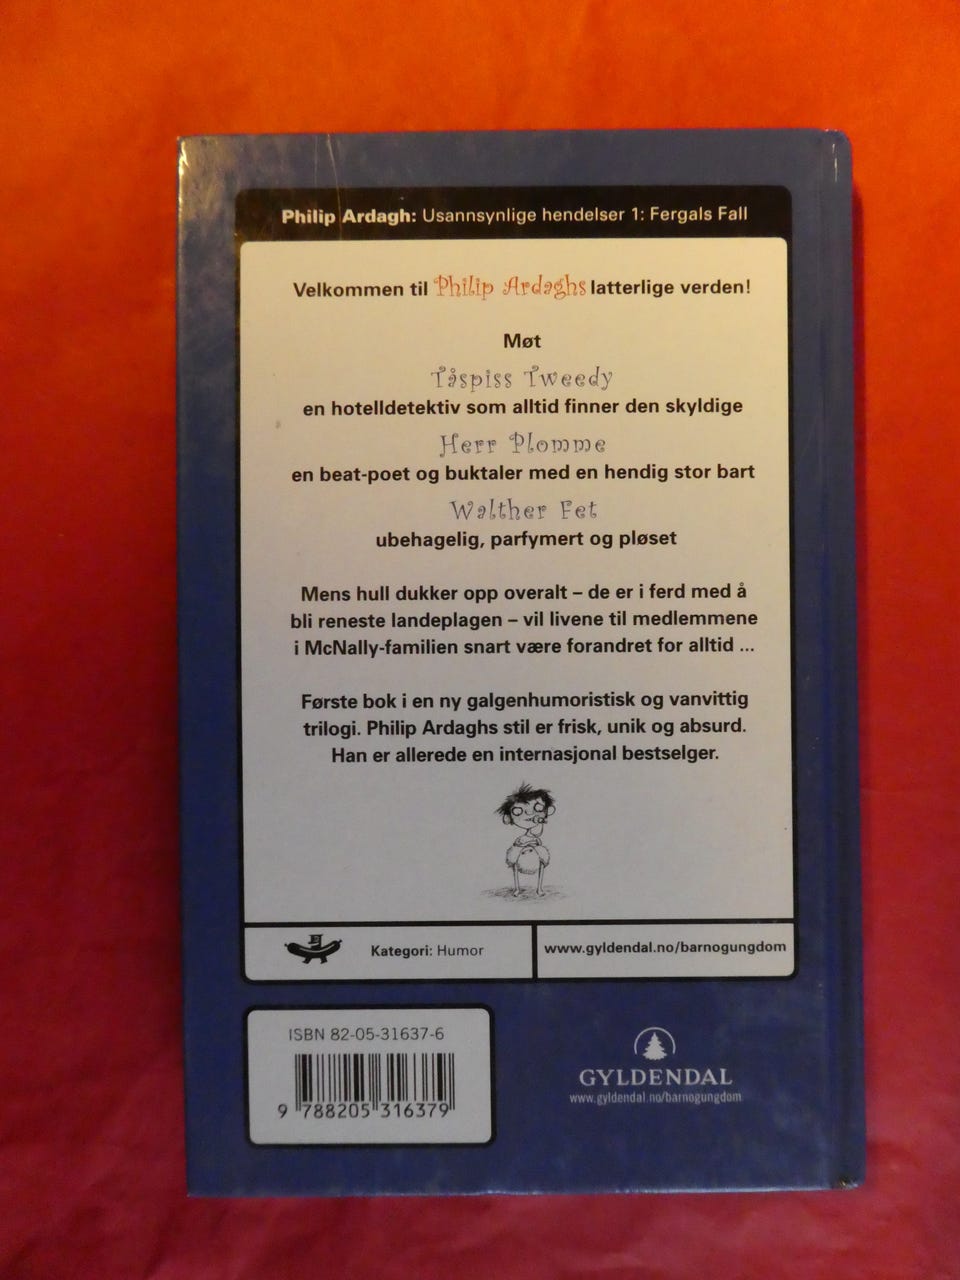 Philip Ardagh: Usannsynlige hendelser 1: Fergals Fall
Velkommen til Philip Ardaghs latterlige verden!
Møt
Tåspiss Tweedy
en hotelldetektiv som alltid finner den skyldige
Herr Plomme
en beat-poet og buktaler med en hendig stor bart
Walther Fet
ubehagelig, parfymert og pløset
Mens hull dukker opp overalt – de er i ferd med å
bli reneste landeplagen – vil livene til medlemmene
i McNally-familien snart være forandret for alltid ...
Første bok i en ny galgenhumoristisk og vanvittig
trilogi. Philip Ardaghs stil er frisk, unik og absurd.
Han er allerede en internasjonal bestselger.
Kategori: Humor
www.gyldendal.no/barnogungdom
ISBN 82-05-31637-6
9 788205 316379
GYLDENDAL
www.gyldendal.no/barnogungdom